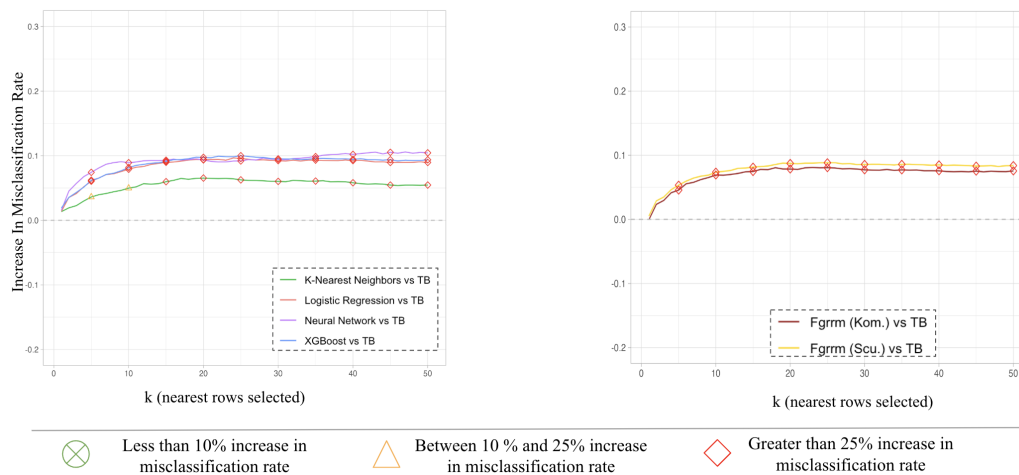 Increase In Misclassification Rate
0.3
0.2
0.1
0.0
-0.1
-0.2
0 10 20 30 40 50
k (nearest rows selected)
K-Nearest Neighbors vs TB
Logistic Regression vs TB
Neural Network vs TB
XGBoost vs TB
0.3
0.2
0.1
0.0
-0.1
-0.2
0 10 20 30 40 50
k (nearest rows selected)
Fgrrm (Kom.) vs TB
Fgrrm (Scu.) vs TB
Less than 10% increase in
misclassification rate
Between 10 % and 25% increase
in misclassification rate
Greater than 25% increase in
misclassification rate